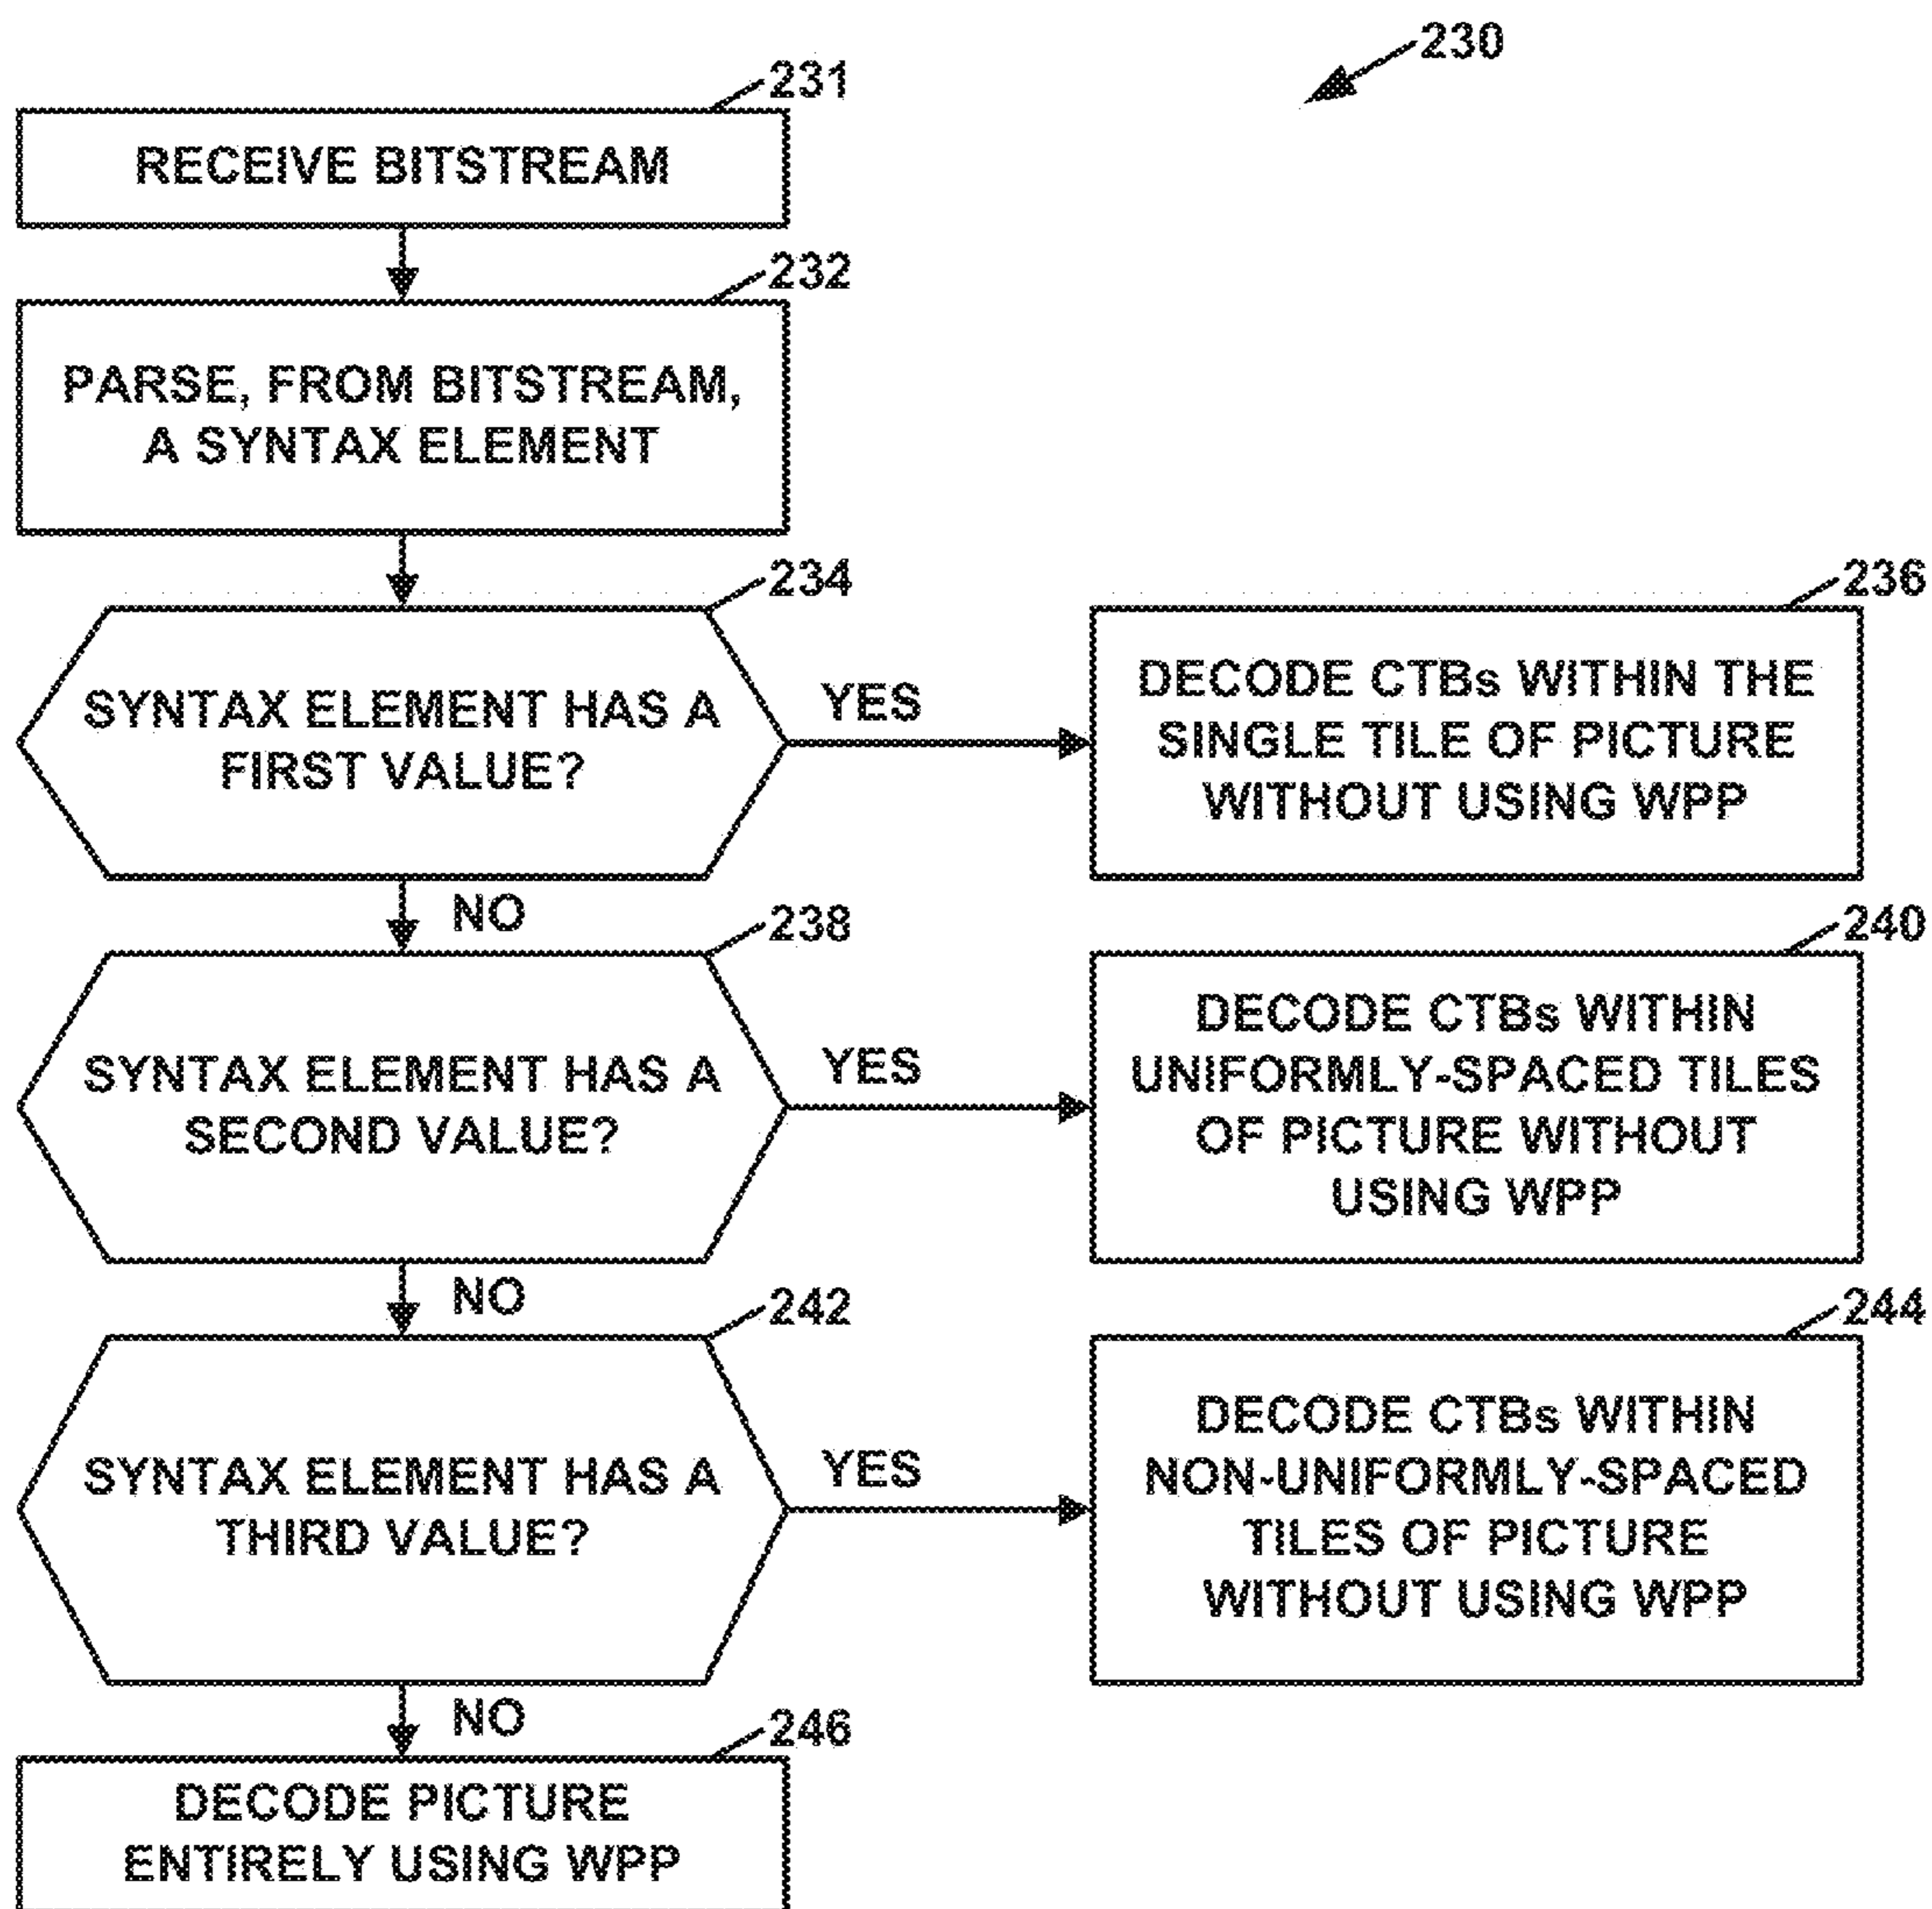 230
231
RECEIVE BITSTREAM
232
PARSE, FROM BITSTREAM,
A SYNTAX ELEMENT
234
SYNTAX ELEMENT HAS A
FIRST VALUE?
YES
236
DECODE CTBs WITHIN THE
SINGLE TILE OF PICTURE
WITHOUT USING WPP
NO
238
SYNTAX ELEMENT HAS A
SECOND VALUE?
YES
240
DECODE CTBs WITHIN
UNIFORMLY-SPACED TILES
OF PICTURE WITHOUT
USING WPP
NO
242
SYNTAX ELEMENT HAS A
THIRD VALUE?
YES
244
DECODE CTBs WITHIN
NON-UNIFORMLY-SPACED
TILES OF PICTURE
WITHOUT USING WPP
NO
246
DECODE PICTURE
ENTIRELY USING WPP